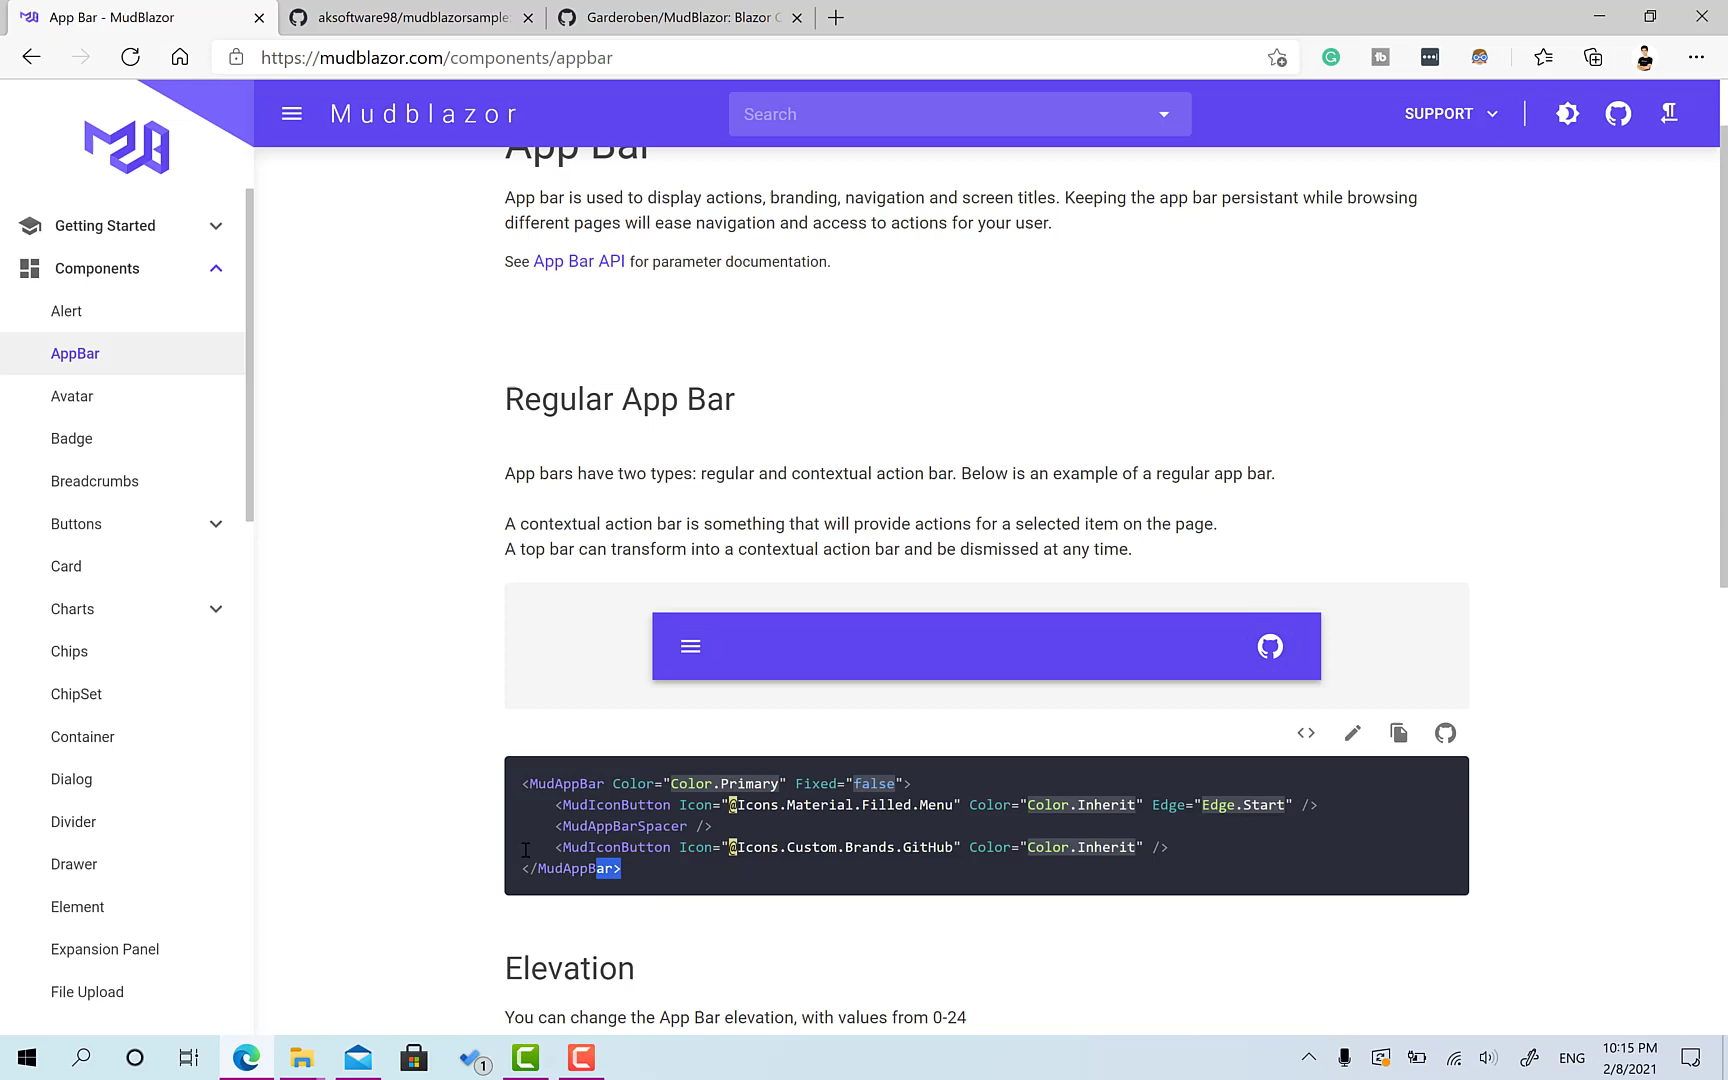 App Bar - MudBlazor
aksoftware98/mudblazorsample
Garderoben/MudBlazor: Blazor C
https://mudblazor.com/components/appbar
Mudblazor
Search
SUPPORT
Getting Started
Components
Alert
AppBar
Avatar
Badge
Breadcrumbs
Buttons
Card
Charts
Chips
ChipSet
Container
Dialog
Divider
Drawer
Element
Expansion Panel
File Upload
App Bar
App bar is used to display actions, branding, navigation and screen titles. Keeping the app bar persistant while browsing
different pages will ease navigation and access to actions for your user.
See App Bar API for parameter documentation.
Regular App Bar
App bars have two types: regular and contextual action bar. Below is an example of a regular app bar.
A contextual action bar is something that will provide actions for a selected item on the page.
A top bar can transform into a contextual action bar and be dismissed at any time.
<MudAppBar Color="Color.Primary" Fixed="false">
<MudIconButton Icon="@Icons.Material.Filled.Menu" Color="Color.Inherit" Edge="Edge.Start" />
<MudAppBarSpacer />
<MudIconButton Icon="@Icons.Custom.Brands.GitHub" Color="Color.Inherit" />
</MudAppBar>
Elevation
You can change the App Bar elevation, with values from 0-24
1
ENG
10:15 PM
2/8/2021